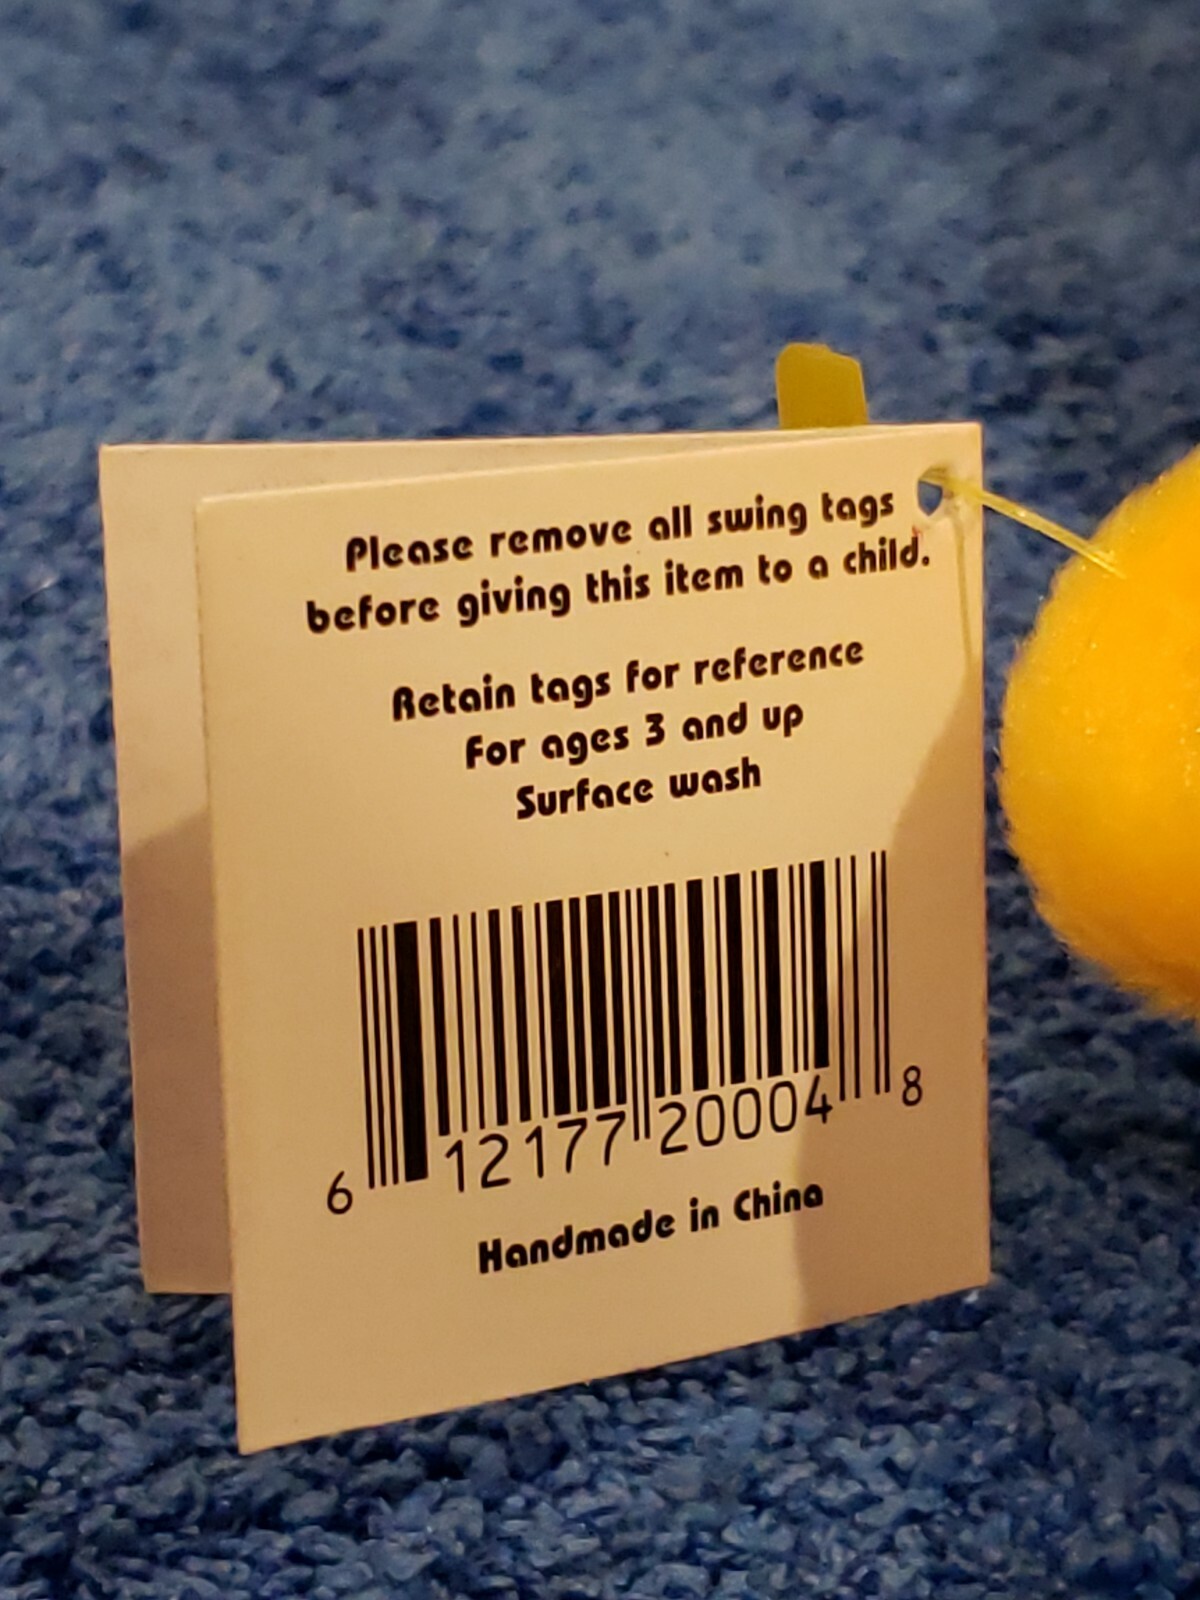 Please remove all swing tags
before giving this item to a child.
Retain tags for reference
For ages 3 and up
Surface wash
6 12177 20004 8
Handmade in China